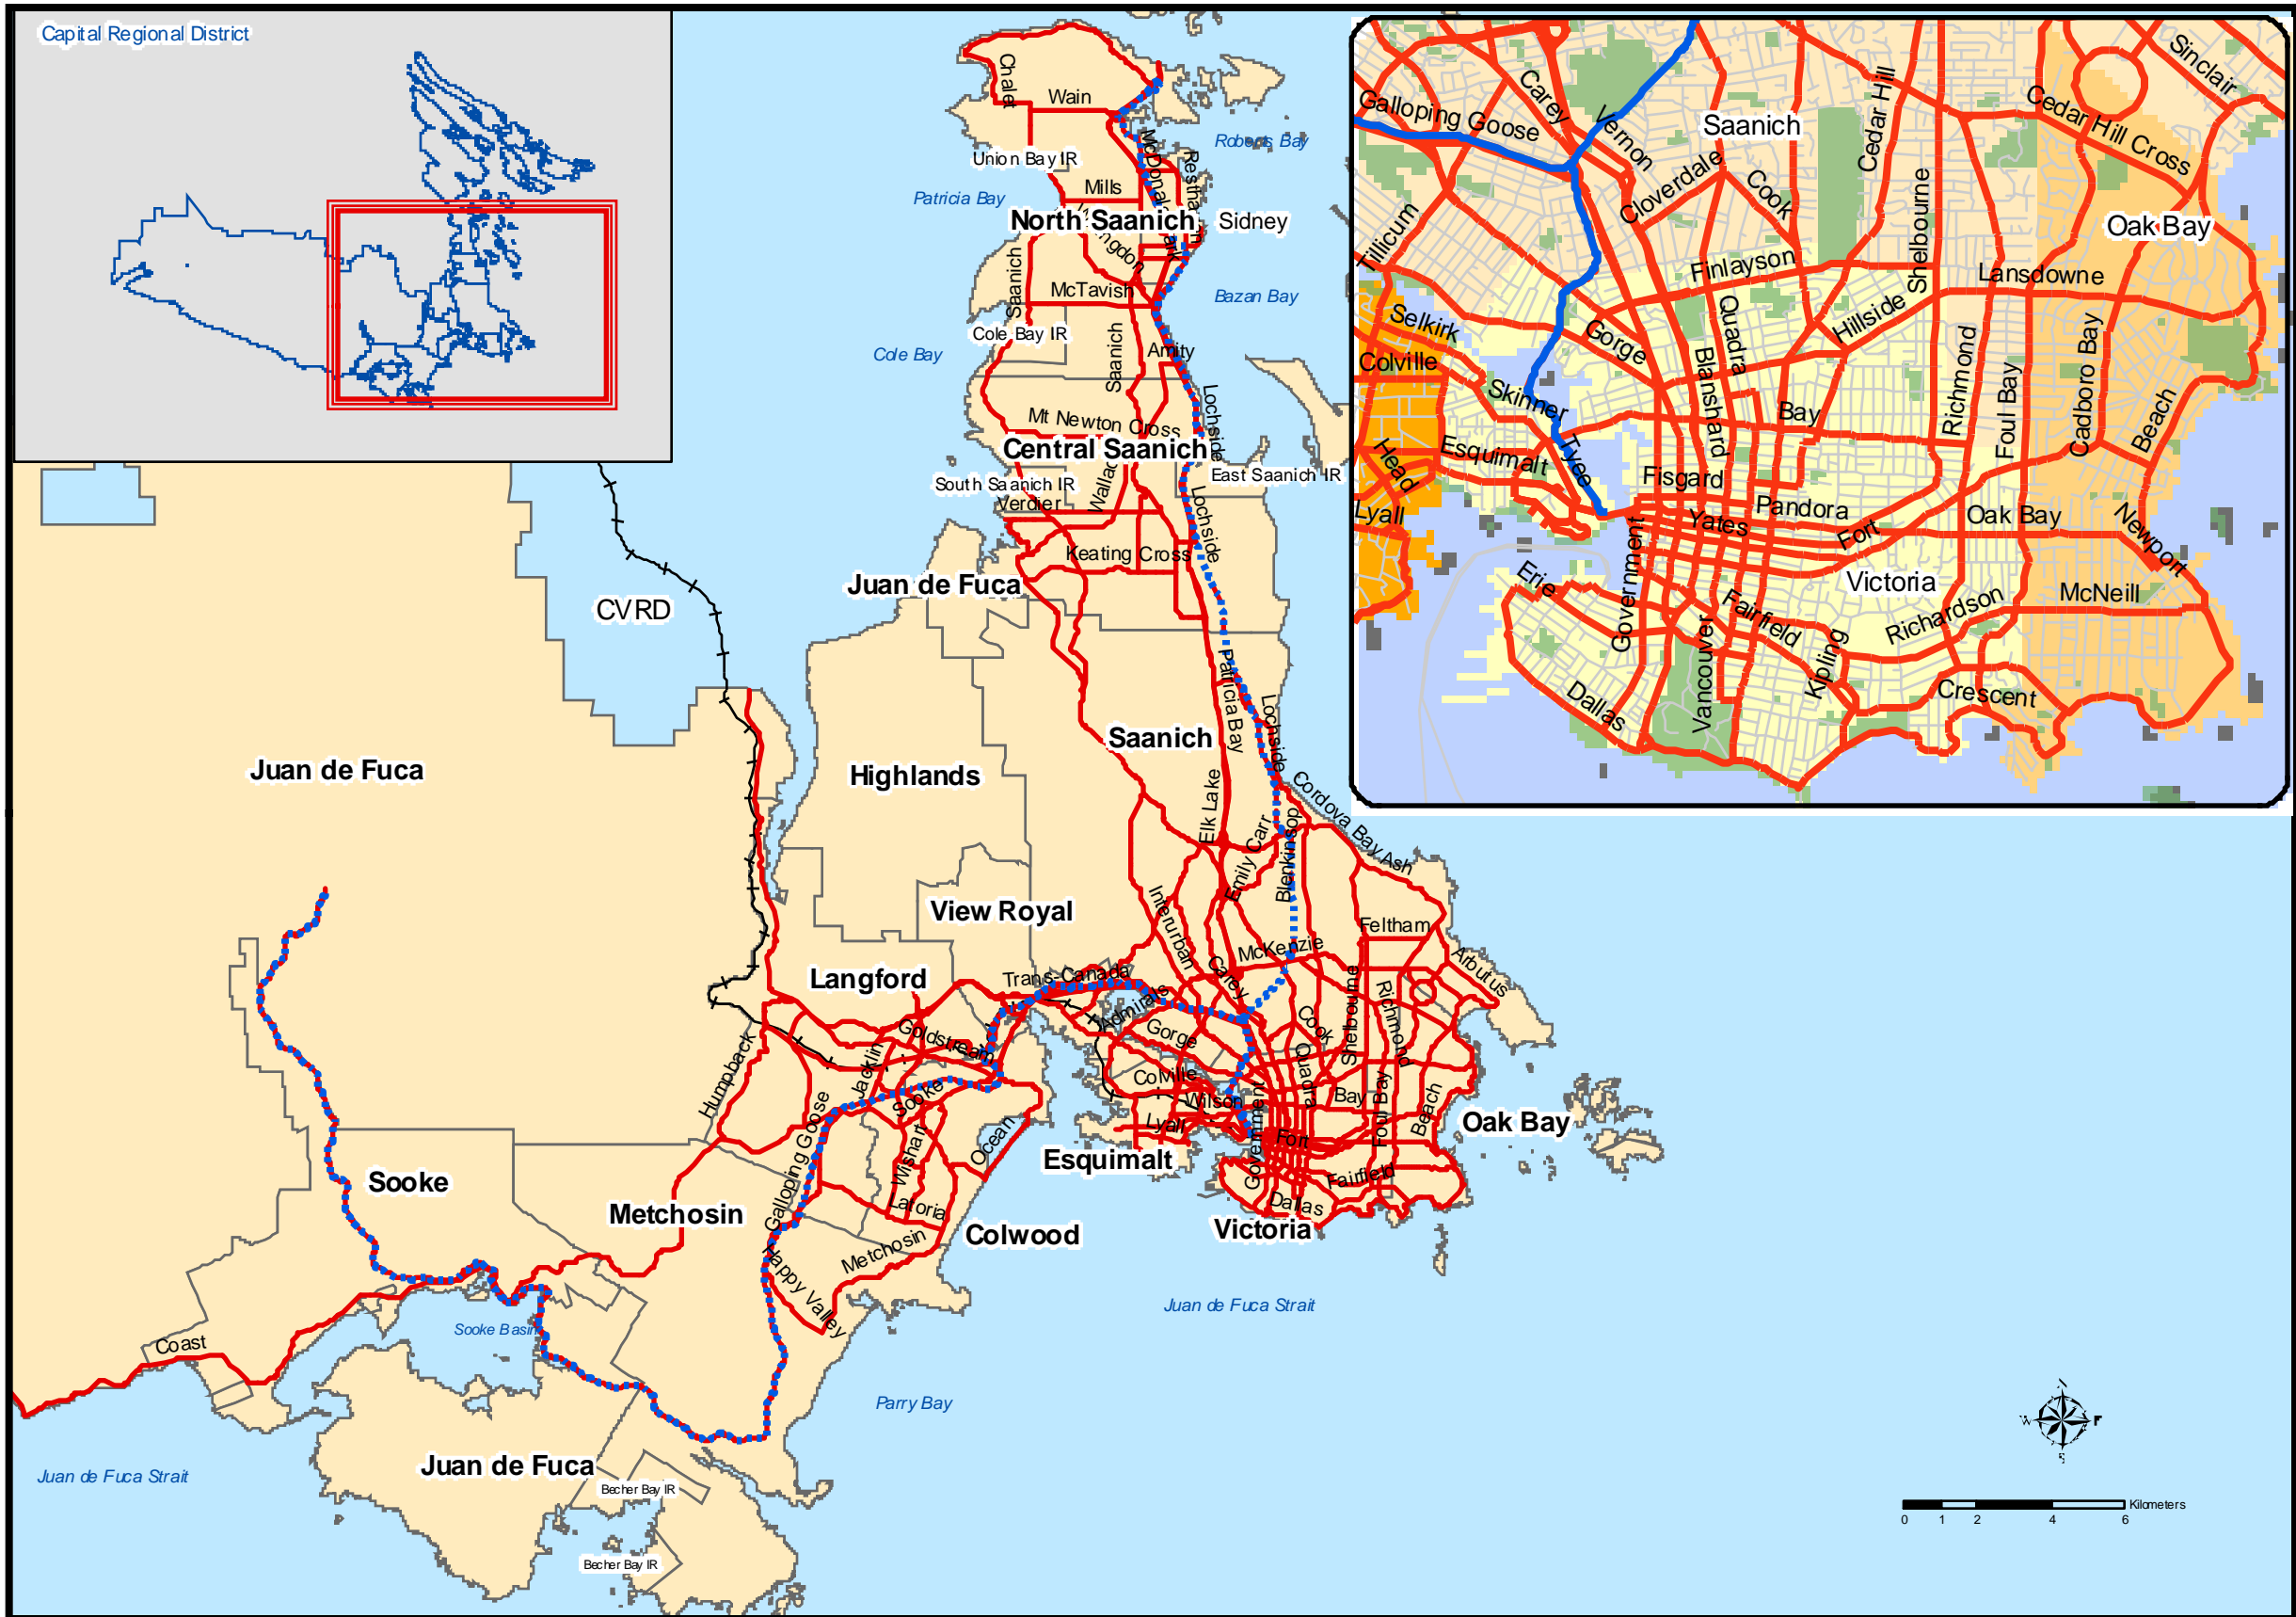 Capital Regional District
Chalet
Wain
Union Bay IR
Roberts Bay
Patricia Bay
Mills
North Saanich
Sidney
Saanich
McTavish
Bazan Bay
Cole Bay IR
Cole Bay
Saanich
Amity
Lochside
Mt Newton Cross
Central Saanich
East Saanich IR
South Saanich IR
Verdier
Lochside
Keating Cross
Juan de Fuca
CVRD
Patricia Bay
Lochside
Saanich
Juan de Fuca
Highlands
Elk Lake
Emily Carr
Blenkinsop
Cordova Bay
Ash
View Royal
Interurban
Feltham
McKenzie
Arbutus
Langford
Trans-Canada
Carey
Admirals
Shelbourne
Richmond
Goldstream
Gorge
Cook
Humpback
Jacklin
Quadra
Colville
Sooke
Wilson
Bay
Foul Bay
Beach
Oak Bay
Galloping Goose
Wishart
Ocean
Lyall
Government
Fort
Esquimalt
Sooke
Metchosin
Latoria
Fairfield
Dallas
Victoria
Colwood
Metchosin
Happy Valley
Juan de Fuca Strait
Sooke Basin
Coast
Parry Bay
Juan de Fuca
Juan de Fuca Strait
Becher Bay IR
Becher Bay IR
Kilometers
0 1 2 4 6
W
S
Sinclair
Carey
Galloping Goose
Vernon
Saanich
Cedar Hill
Cedar Hill Cross
Cloverdale
Cook
Shelbourne
Oak Bay
Tillicum
Finlayson
Lansdowne
Selkirk
Quadra
Hillside
Gorge
Colville
Blanshard
Richmond
Foul Bay
Cadboro Bay
Beach
Skinner
Bay
Esquimalt
Tyee
Head
Fisgard
Pandora
Lyall
Yates
Fort
Oak Bay
Newport
Government
Erie
Victoria
McNeill
Fairfield
Richardson
Vancouver
Kipling
Crescent
Dallas